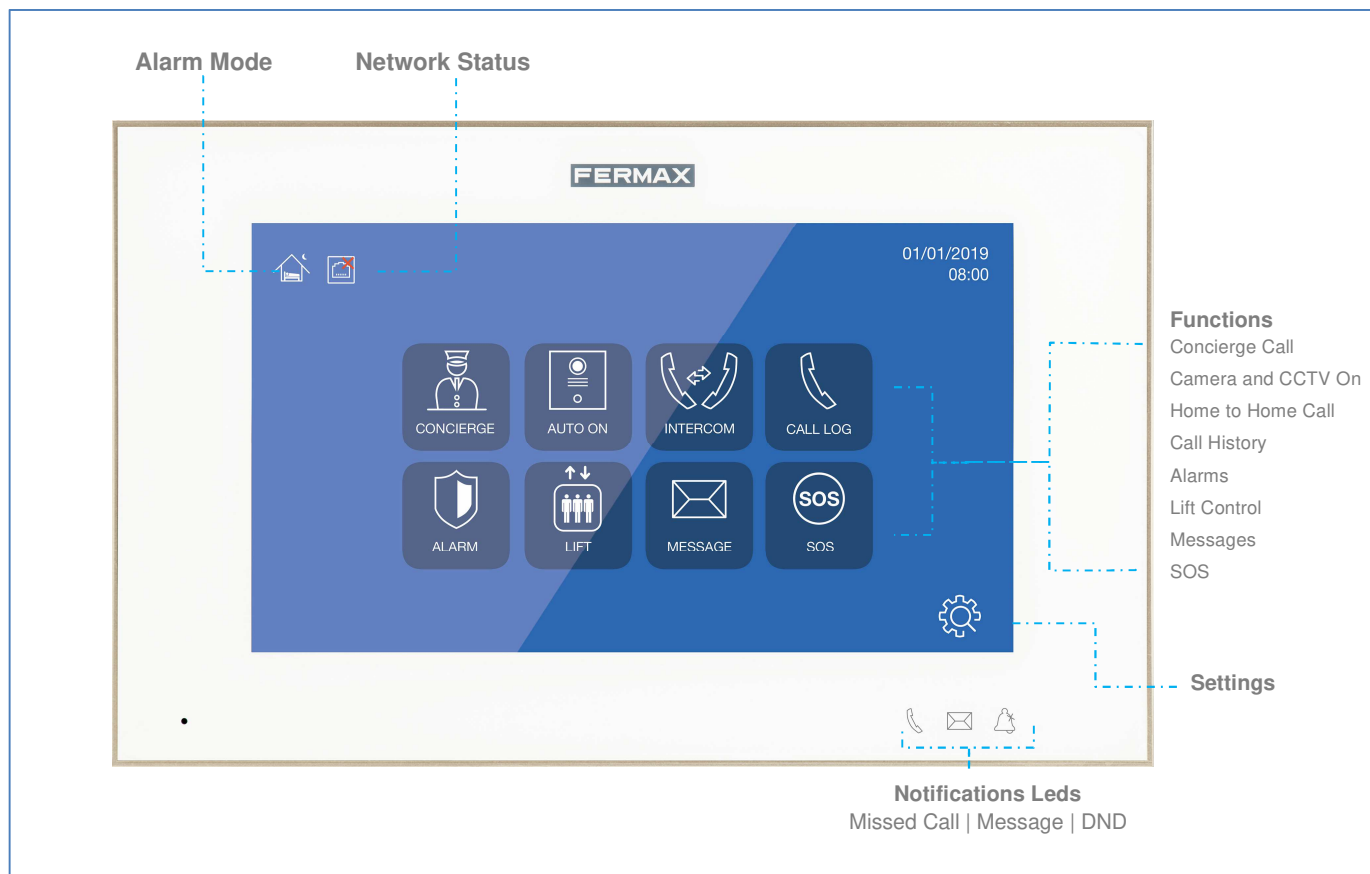 Alarm Mode
Network Status
FERMAX
01/01/2019
08:00
CONCIERGE
AUTO ON
INTERCOM
CALL LOG
ALARM
LIFT
MESSAGE
SOS
SOS
Functions
Concierge Call
Camera and CCTV On
Home to Home Call
Call History
Alarms
Lift Control
Messages
SOS
Settings
Notifications Leds
Missed Call | Message | DND